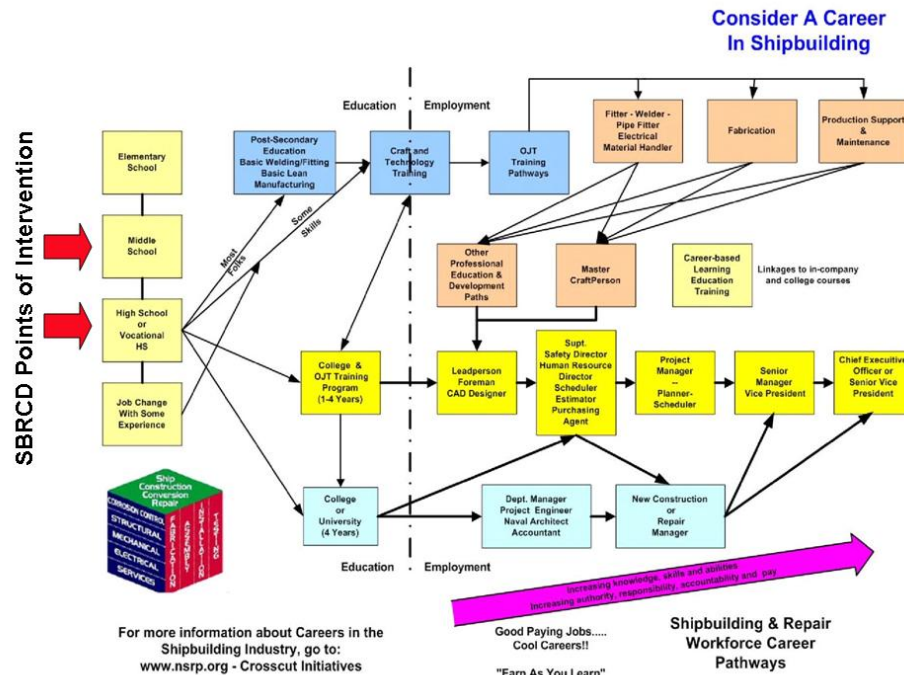 Consider A Career
In Shipbuilding
SBRCD Points of Intervention
Education
Employment
Elementary
School
Middle
School
High School
or
Vocational
HS
Job Change
With Some
Experience
Post-Secondary
Education
Basic Welding/Fitting
Basic Lean
Manufacturing
Most
Folks
Some
Skills
Craft and
Technology
Training
OJT
Training
Pathways
Fitter - Welder -
Pipe Fitter
Electrical
Material Handler
Fabrication
Production Support
&
Maintenance
Other
Professional
Education &
Development
Paths
Master
CraftPerson
Career-based
Learning
Education
Training
Linkages to in-company
and college courses
College &
OJT Training
Program
(1-4 Years)
Leadperson
Foreman
CAD Designer
Supt.
Safety Director
Human Resource
Director
Scheduler
Estimator
Purchasing
Agent
Project
Manager
--
Planner-
Scheduler
Senior
Manager
Vice President
Chief Executive
Officer or
Senior Vice
President
College
or
University
(4 Years)
Dept. Manager
Project Engineer
Naval Architect
Accountant
New Construction
or
Repair
Manager
Ship
Construction
Conversion
Repair
CORROSION CONTROL
STRUCTURAL
MECHANICAL
ELECTRICAL
SERVICES
FABRICATION
ASSEMBLY
INSTALLATION
TESTING
Education
Employment
Increasing knowledge, skills and abilities
Increasing authority, responsibility, accountability and pay
For more information about Careers in the
Shipbuilding Industry, go to:
www.nsrp.org - Crosscut Initiatives
Good Paying Jobs.....
Cool Careers!!
"Earn As You Learn"
Shipbuilding & Repair
Workforce Career
Pathways